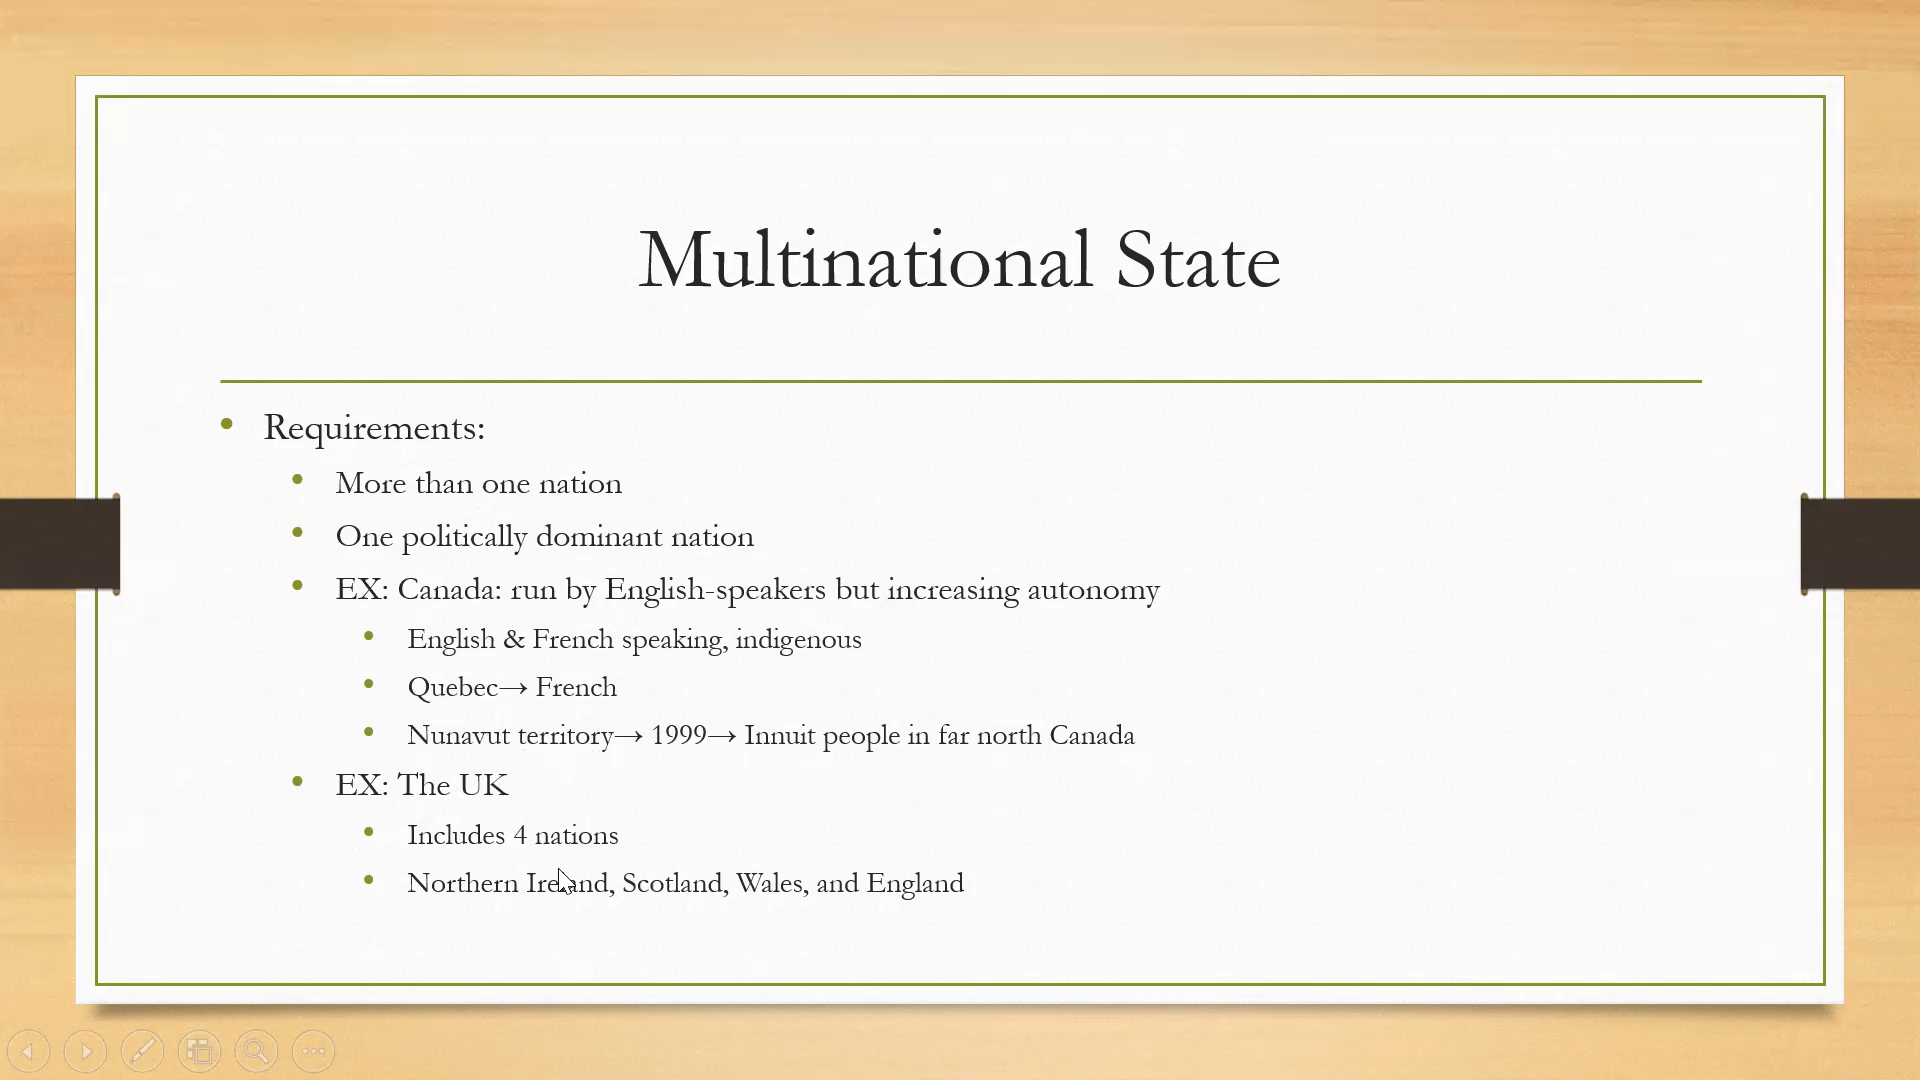 Multinational State
• Requirements:
• More than one nation
• One politically dominant nation
• EX: Canada: run by English-speakers but increasing autonomy
• English & French speaking, indigenous
• Quebec→ French
• Nunavut territory→ 1999→ Innuit people in far north Canada
• EX: The UK
• Includes 4 nations
• Northern Ireland, Scotland, Wales, and England